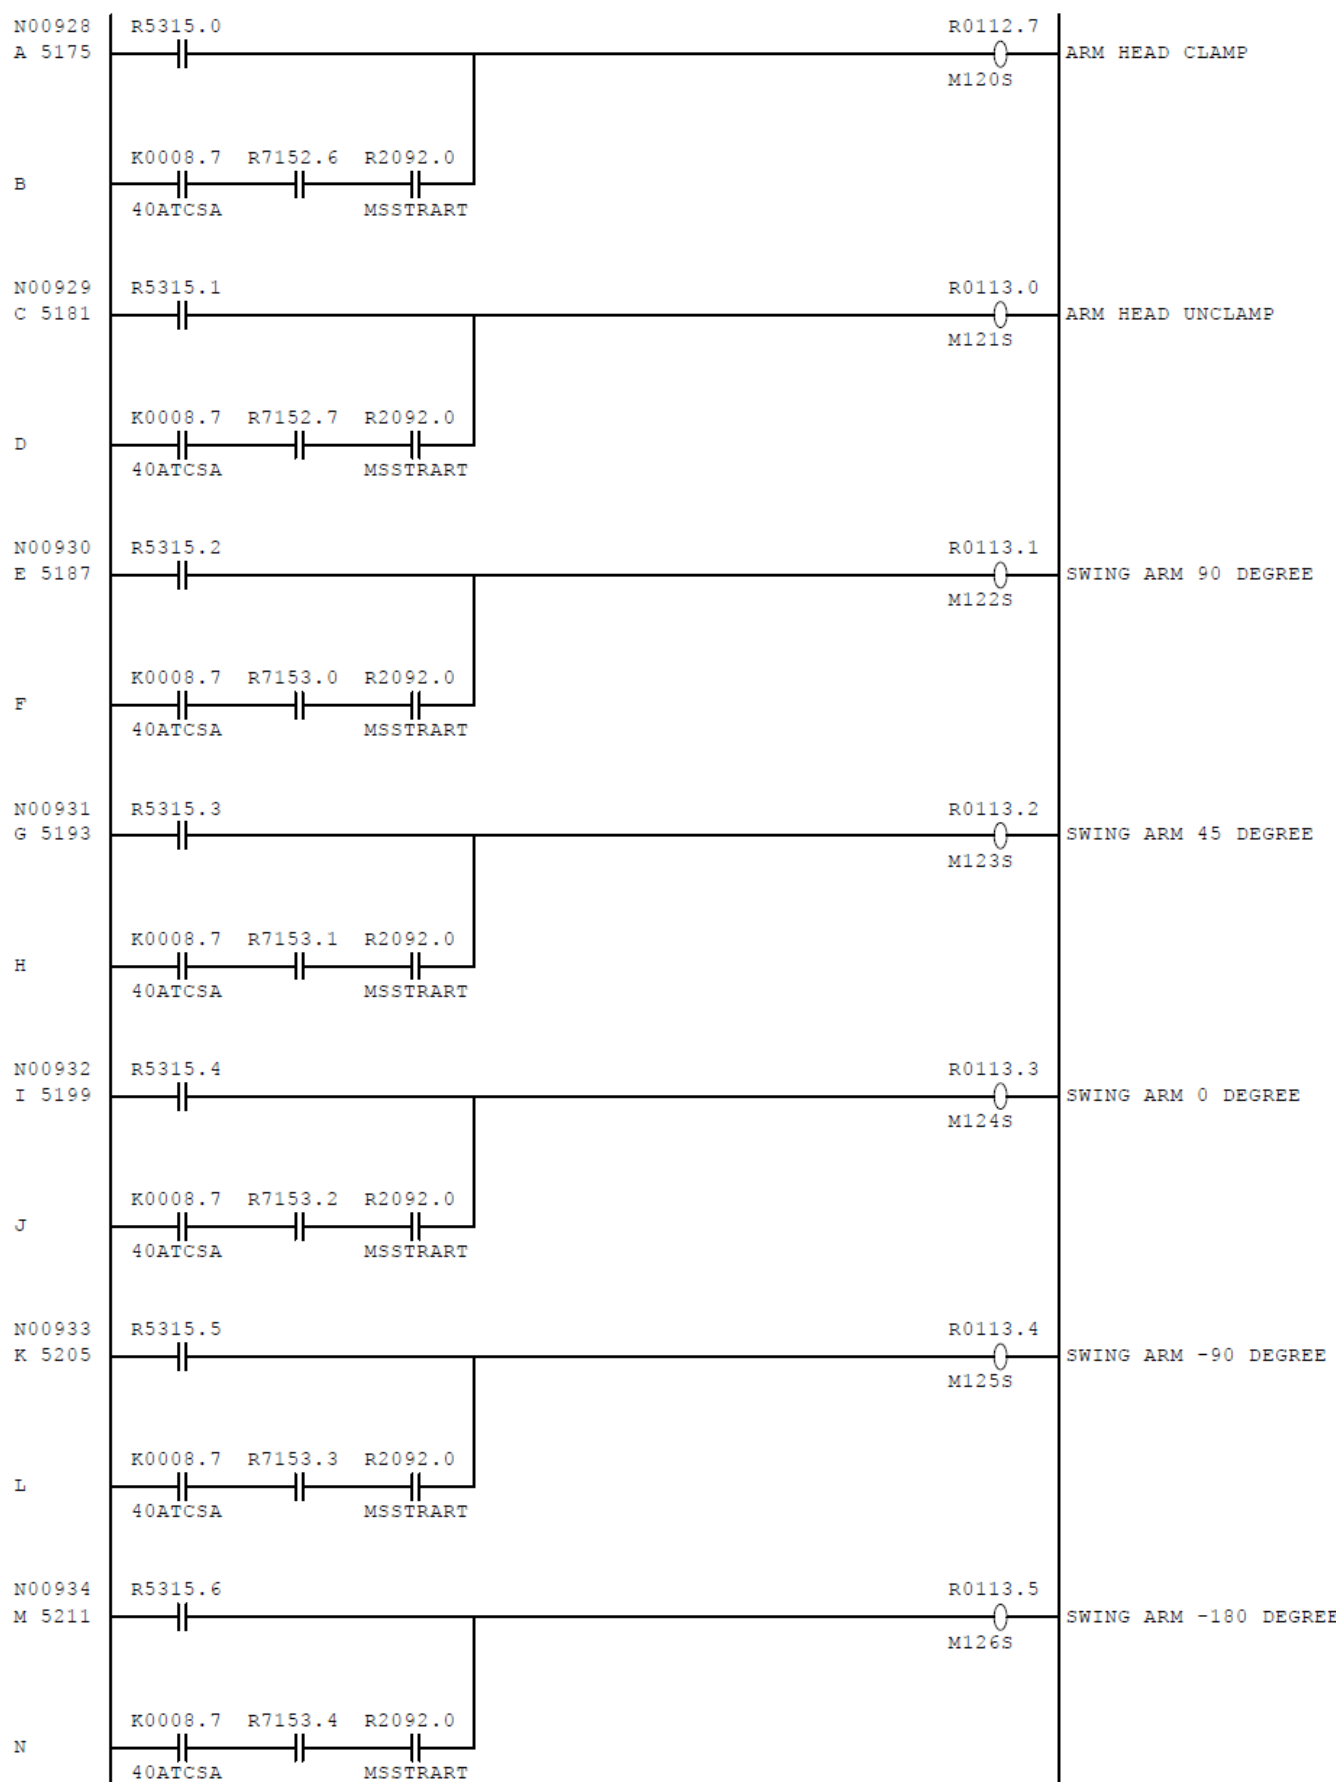 N00928 R5315.0 R0112.7
A 5175 ARM HEAD CLAMP
M120S
K0008.7 R7152.6 R2092.0
B
40ATCSA MSSTRART
N00929 R5315.1 R0113.0
C 5181 ARM HEAD UNCLAMP
M121S
K0008.7 R7152.7 R2092.0
D
40ATCSA MSSTRART
N00930 R5315.2 R0113.1
E 5187 SWING ARM 90 DEGREE
M122S
K0008.7 R7153.0 R2092.0
F
40ATCSA MSSTRART
N00931 R5315.3 R0113.2
G 5193 SWING ARM 45 DEGREE
M123S
K0008.7 R7153.1 R2092.0
H
40ATCSA MSSTRART
N00932 R5315.4 R0113.3
I 5199 SWING ARM 0 DEGREE
M124S
K0008.7 R7153.2 R2092.0
J
40ATCSA MSSTRART
N00933 R5315.5 R0113.4
K 5205 SWING ARM -90 DEGREE
M125S
K0008.7 R7153.3 R2092.0
L
40ATCSA MSSTRART
N00934 R5315.6 R0113.5
M 5211 SWING ARM -180 DEGREE
M126S
K0008.7 R7153.4 R2092.0
N
40ATCSA MSSTRART